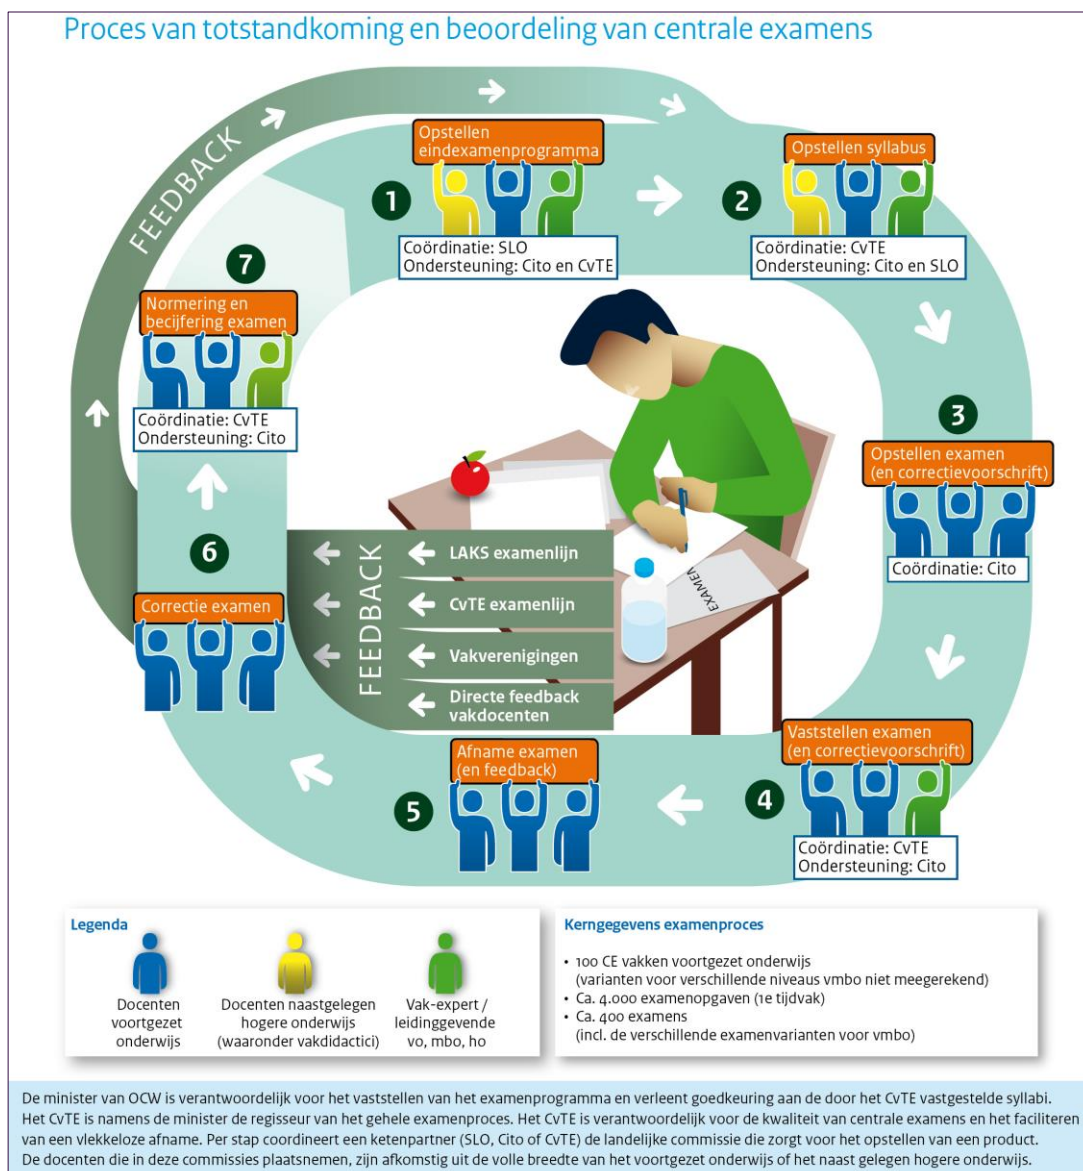 Proces van totstandkoming en beoordeling van centrale examens
FEEDBACK
1
Opstellen
eindexamenprogramma
Coördinatie: SLO
Ondersteuning: Cito en CvTE
2
Opstellen syllabus
Coördinatie: CvTE
Ondersteuning: Cito en SLO
3
Opstellen examen
(en correctievoorschrift)
Coördinatie: Cito
4
Vaststellen examen
(en correctievoorschrift)
Coördinatie: CvTE
Ondersteuning: Cito
5
Afname examen
(en feedback)
6
Correctie examen
7
Normering en
becijfering examen
Coördinatie: CvTE
Ondersteuning: Cito
FEEDBACK
LAKS examenlijn
CvTE examenlijn
Vakverenigingen
Directe feedback
vakdocenten
EXAMEN
Legenda
Docenten
voortgezet
onderwijs
Docenten naastgelegen
hogere onderwijs
(waaronder vakdidactici)
Vak-expert /
leidinggevende
vo, mbo, ho
Kerngegevens examenproces
• 100 CE vakken voortgezet onderwijs
(varianten voor verschillende niveaus vmbo niet meegerekend)
• Ca. 4.000 examenopgaven (1e tijdvak)
• Ca. 400 examens
(incl. de verschillende examenvarianten voor vmbo)
De minister van OCW is verantwoordelijk voor het vaststellen van het examenprogramma en verleent goedkeuring aan de door het CvTE vastgestelde syllabi.
Het CvTE is namens de minister de regisseur van het gehele examenproces. Het CvTE is verantwoordelijk voor de kwaliteit van centrale examens en het faciliteren
van een vlekkeloze afname. Per stap coordineert een ketenpartner (SLO, Cito of CvTE) de landelijke commissie die zorgt voor het opstellen van een product.
De docenten die in deze commissies plaatsnemen, zijn afkomstig uit de volle breedte van het voortgezet onderwijs of het naast gelegen hogere onderwijs.